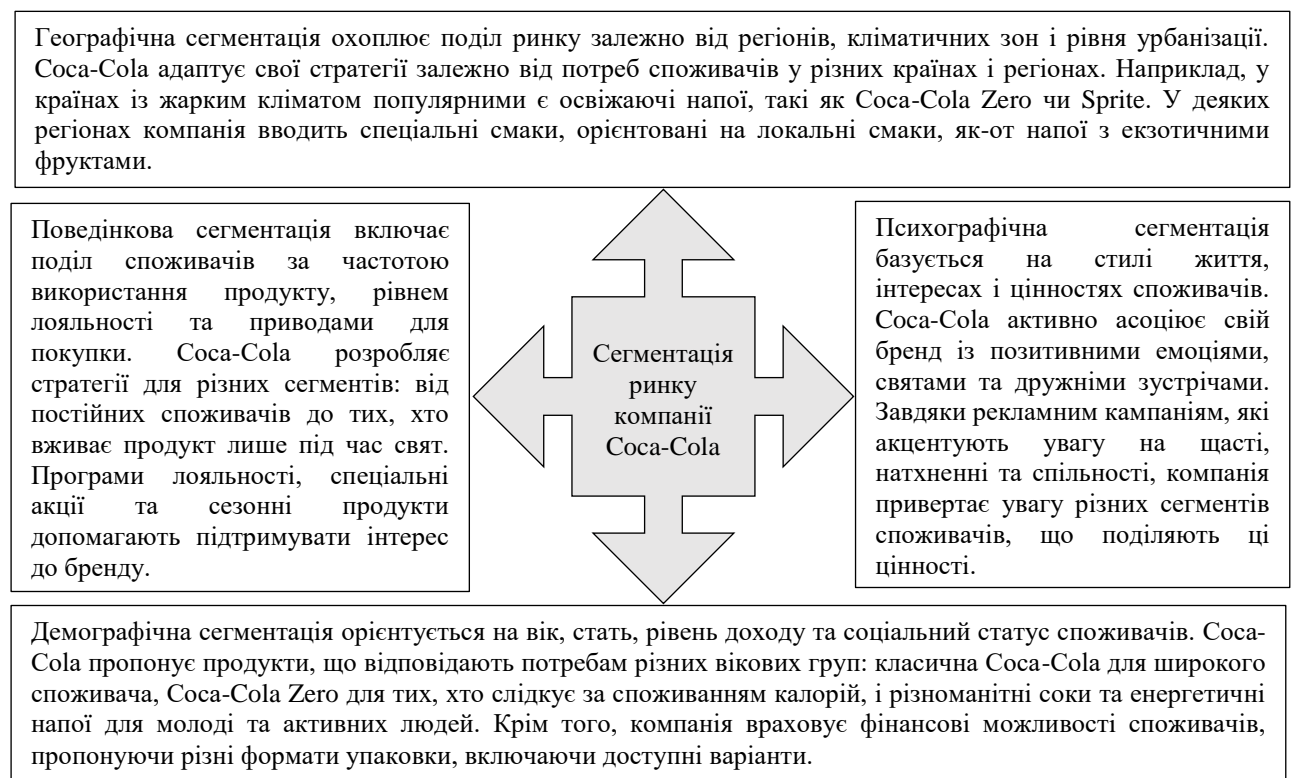 Географічна сегментація охоплює поділ ринку залежно від регіонів, кліматичних зон і рівня урбанізації.
Coca-Cola адаптує свої стратегії залежно від потреб споживачів у різних країнах і регіонах. Наприклад, у
країнах із жарким кліматом популярними є освіжаючі напої, такі як Coca-Cola Zero чи Sprite. У деяких
регіонах компанія вводить спеціальні смаки, орієнтовані на локальні смаки, як-от напої з екзотичними
фруктами.
Поведінкова сегментація включає
поділ споживачів за частотою
використання продукту, рівнем
лояльності та приводами для
покупки. Coca-Cola розробляє
стратегії для різних сегментів: від
постійних споживачів до тих, хто
вживає продукт лише під час свят.
Програми лояльності, спеціальні
акції та сезонні продукти
допомагають підтримувати інтерес
до бренду.
Сегментація
ринку
компанії
Coca-Cola
Психографічна сегментація
базується на стилі життя,
інтересах і цінностях споживачів.
Coca-Cola активно асоціює свій
бренд із позитивними емоціями,
святами та дружніми зустрічами.
Завдяки рекламним кампаніям, які
акцентують увагу на щасті,
натхненні та спільності, компанія
привертає увагу різних сегментів
споживачів, що поділяють ці
цінності.
Демографічна сегментація орієнтується на вік, стать, рівень доходу та соціальний статус споживачів. Coca-
Cola пропонує продукти, що відповідають потребам різних вікових груп: класична Coca-Cola для широкого
споживача, Coca-Cola Zero для тих, хто слідкує за споживанням калорій, і різноманітні соки та енергетичні
напої для молоді та активних людей. Крім того, компанія враховує фінансові можливості споживачів,
пропонуючи різні формати упаковки, включаючи доступні варіанти.